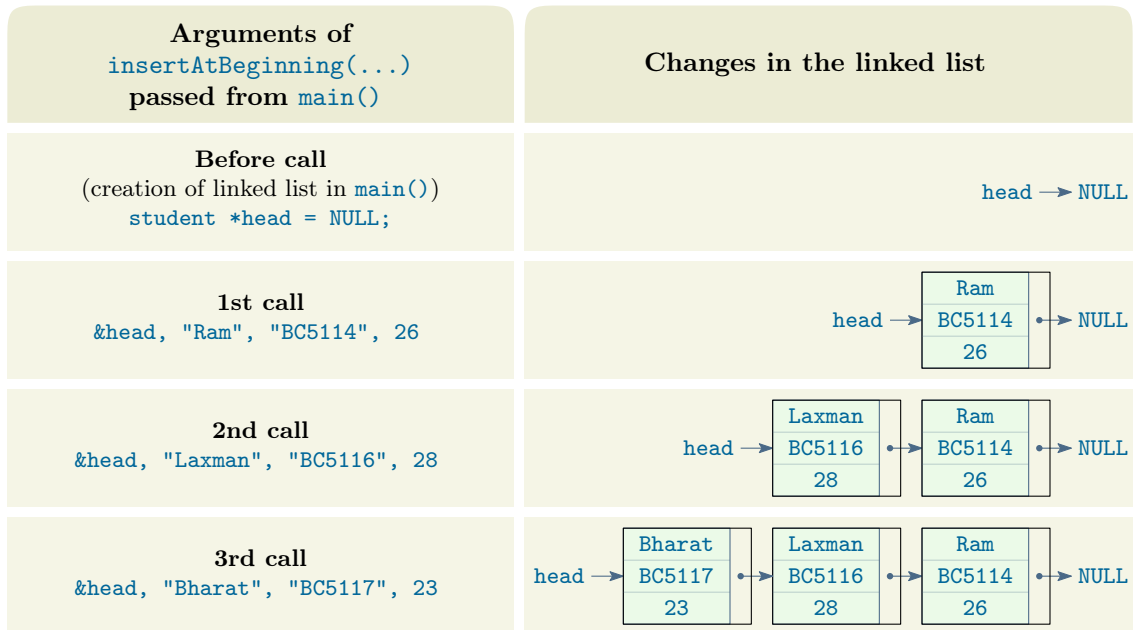 Arguments of
insertAtBeginning(...)
passed from main()
Changes in the linked list
Before call
(creation of linked list in main())
student *head = NULL;
head NULL
1st call
&head, "Ram", "BC5114", 26
Ram
head BC5114 NULL
26
2nd call
&head, "Laxman", "BC5116", 28
Laxman Ram
head BC5116 BC5114 NULL
28 26
3rd call
&head, "Bharat", "BC5117", 23
Bharat Laxman Ram
head BC5117 BC5116 BC5114 NULL
23 28 26